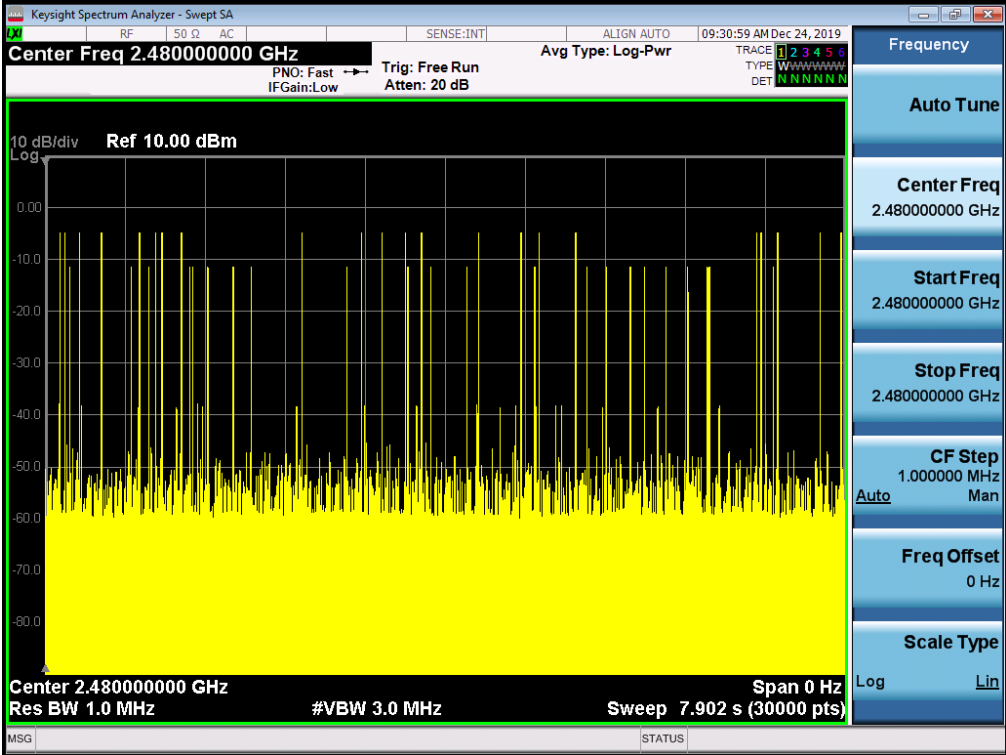 Keysight Spectrum Analyzer - Swept SA
LXI RF 50 Ω AC SENSE:INT ALIGN AUTO 09:30:59 AM Dec 24, 2019
Center Freq 2.480000000 GHz
PNO: Fast
IFGain:Low
Trig: Free Run
Atten: 20 dB
Avg Type: Log-Pwr
TRACE 1 2 3 4 5 6
TYPE WWWWWW
DET N N N N N N
10 dB/div
Log
Ref 10.00 dBm
0.00
-10.0
-20.0
-30.0
-40.0
-50.0
-60.0
-70.0
-80.0
Center 2.480000000 GHz
Span 0 Hz
Res BW 1.0 MHz
#VBW 3.0 MHz
Sweep 7.902 s (30000 pts)
MSG
STATUS
Frequency
Auto Tune
Center Freq
2.480000000 GHz
Start Freq
2.480000000 GHz
Stop Freq
2.480000000 GHz
CF Step
1.000000 MHz
Auto Man
Freq Offset
0 Hz
Scale Type
Log Lin